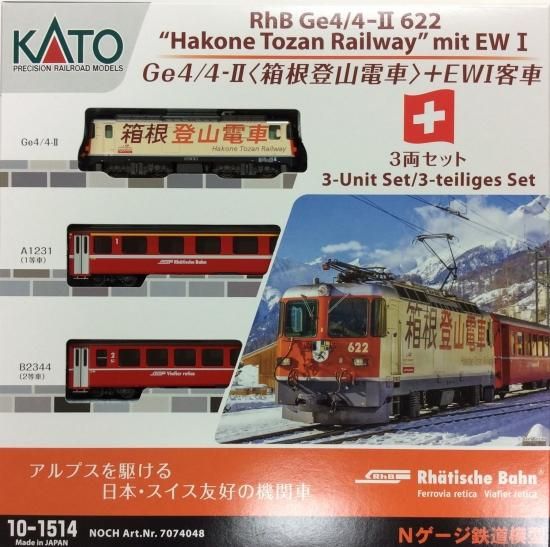 KATO
PRECISION RAILROAD MODELS
RhB Ge4/4-II 622
“Hakone Tozan Railway” mit EW I
Ge4/4-II〈箱根登山電車〉+EWI客車
Ge4/4-II
箱根登山電車
Hakone Tozan Railway
3両セット
3-Unit Set/3-teiliges Set
A1231
(1等車)
1
Rhätische Bahn
B2344
(2等車)
2
Viafier retica
箱根登山電車
622
アルプスを駆ける
日本・スイス友好の機関車
RhB
Rhätische Bahn
Ferrovia retica Viafier retica
10-1514
Made in JAPAN
NOCH Art.Nr. 7074048
Nゲージ鉄道模型